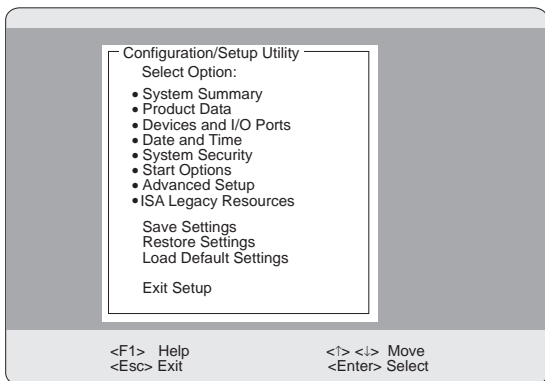 Configuration/Setup Utility
Select Option:
• System Summary
• Product Data
• Devices and I/O Ports
• Date and Time
• System Security
• Start Options
• Advanced Setup
• ISA Legacy Resources
Save Settings
Restore Settings
Load Default Settings
Exit Setup
<F1> Help <↑> <↓> Move
<Esc> Exit <Enter> Select